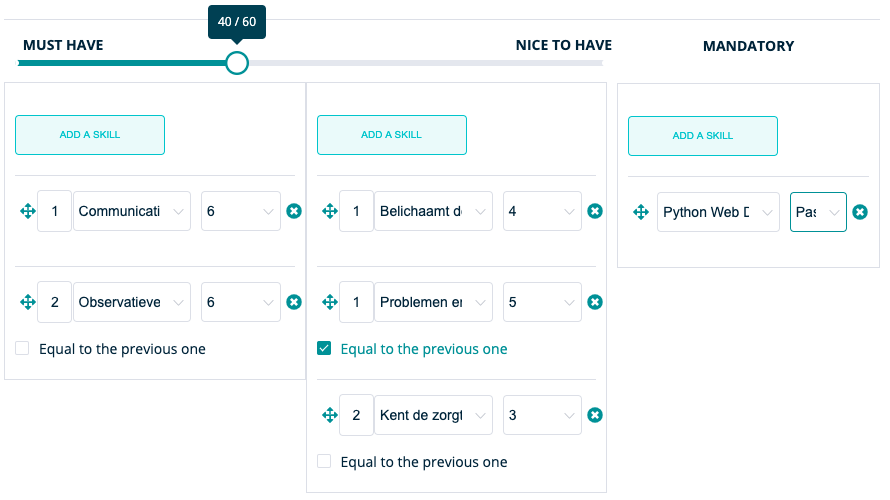 40 / 60
MUST HAVE
NICE TO HAVE
MANDATORY
ADD A SKILL
1 Communicati 6
2 Observatieve 6
Equal to the previous one
ADD A SKILL
1 Belichaamt d 4
1 Problemen er 5
Equal to the previous one
2 Kent de zorgt 3
Equal to the previous one
ADD A SKILL
Python Web D Pas